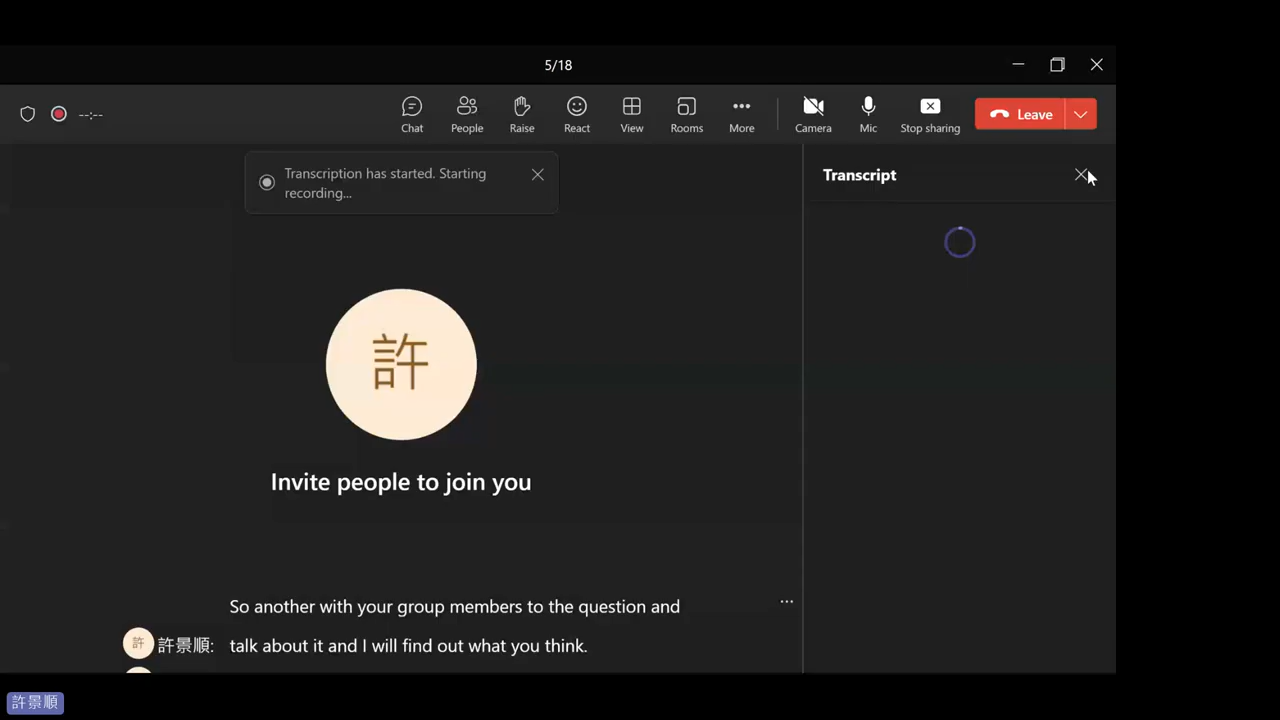 5/18
--:--
Chat
People
Raise
React
View
Rooms
More
Camera
Mic
Stop sharing
Leave
Transcription has started. Starting
recording...
Transcript
許
Invite people to join you
So another with your group members to the question and
許 許景順: talk about it and I will find out what you think.
許景順